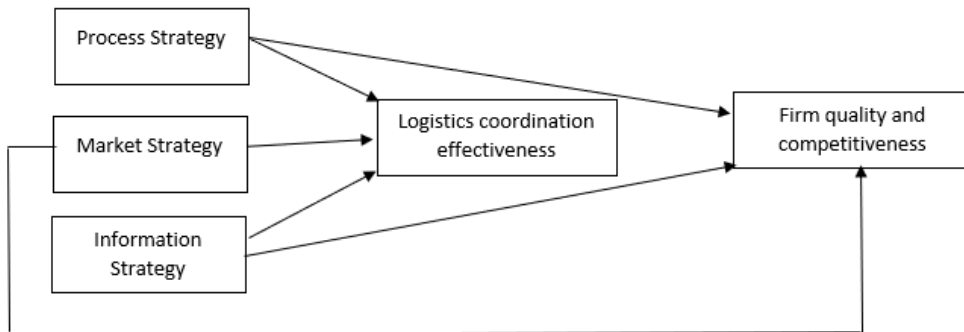 Process Strategy
Market Strategy
Information
Strategy
Logistics coordination
effectiveness
Firm quality and
competitiveness